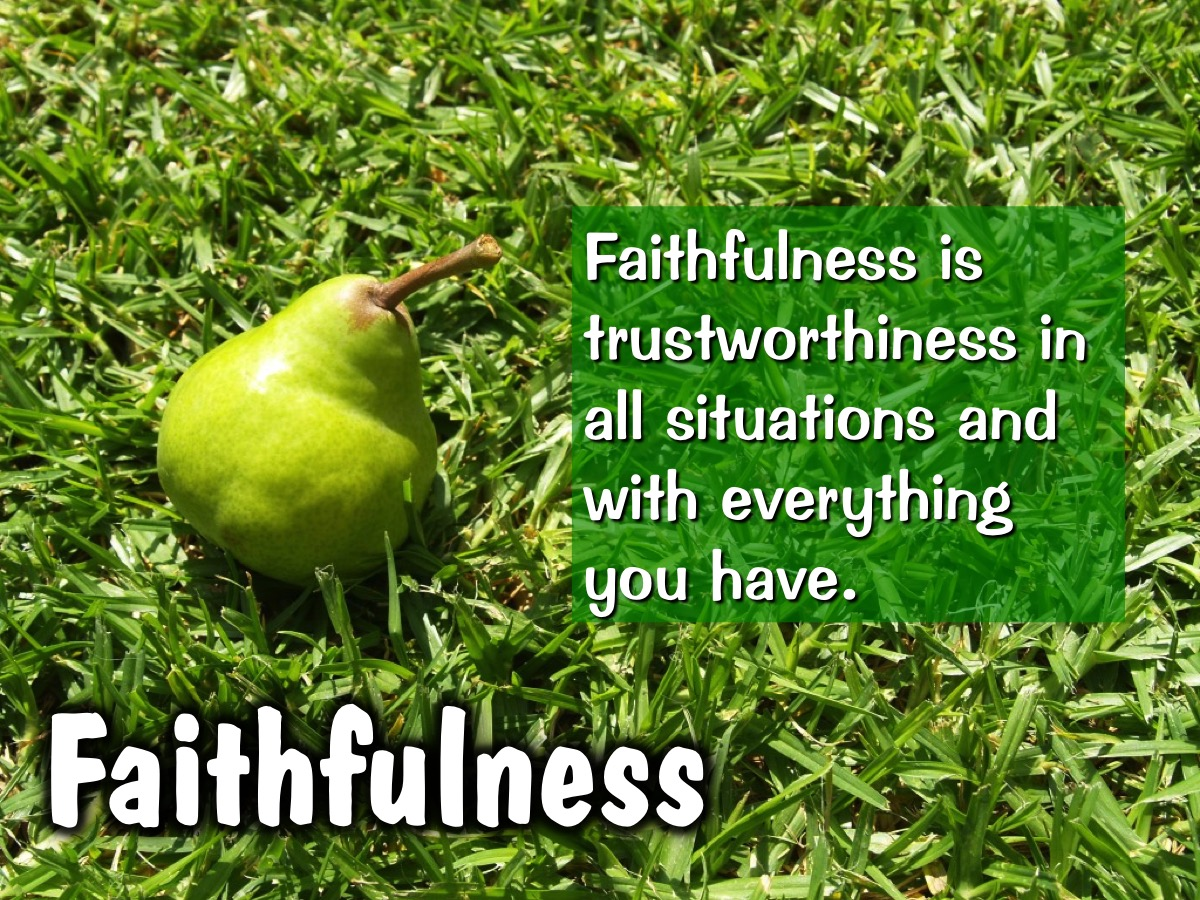 Faithfulness is
trustworthiness in
all situations and
with everything
you have.
Faithfulness